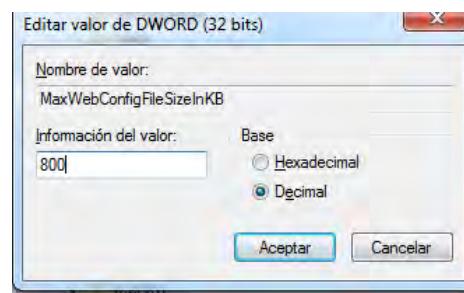 Editar valor de DWORD (32 bits)
Nombre de valor:
MaxWebConfigFileSizeInKB
Información del valor:
Base
800
Hexadecimal
Decimal
Aceptar
Cancelar